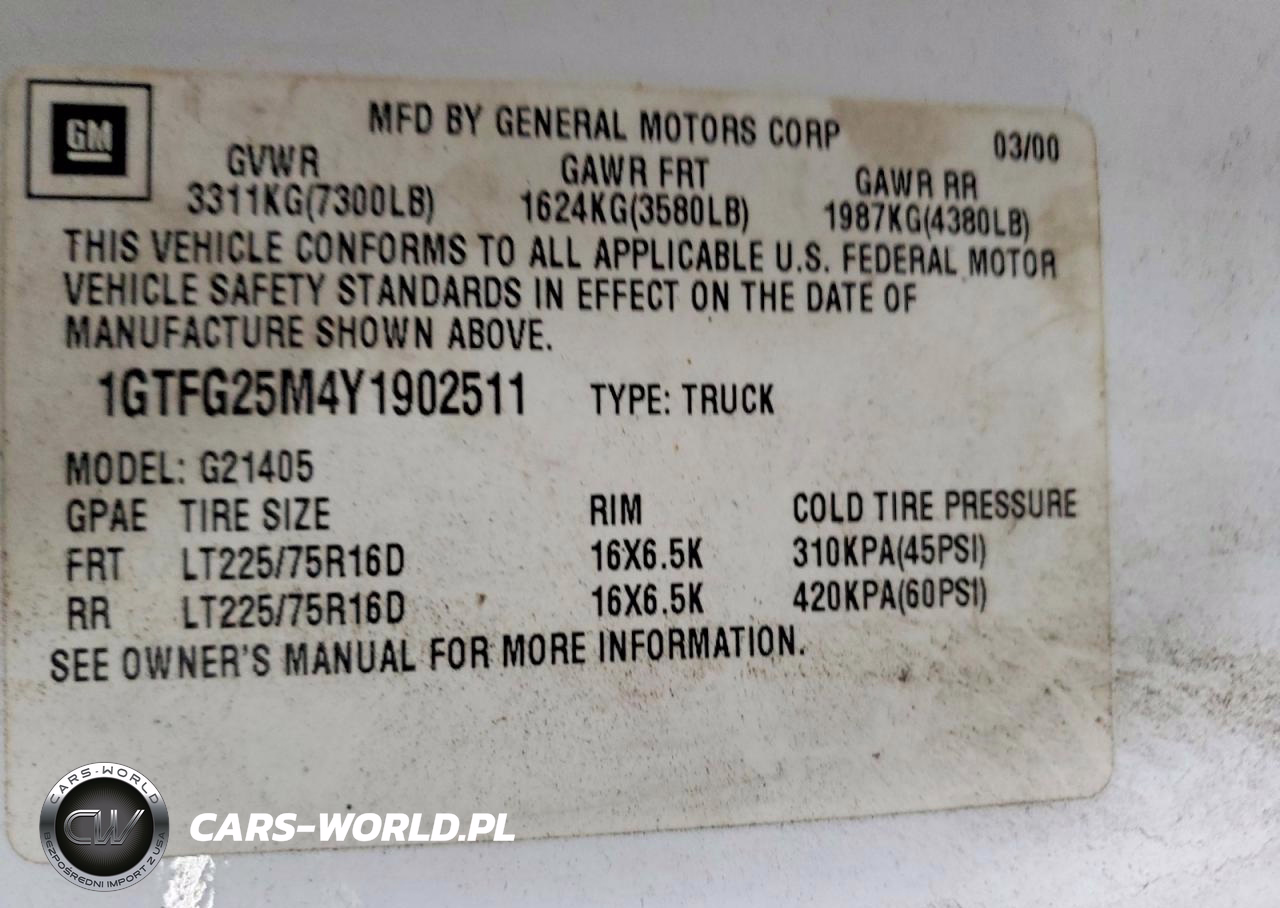 GM
MFD BY GENERAL MOTORS CORP 03/00
GVWR GAWR FRT GAWR RR
3311KG(7300LB) 1624KG(3580LB) 1987KG(4380LB)
THIS VEHICLE CONFORMS TO ALL APPLICABLE U.S. FEDERAL MOTOR
VEHICLE SAFETY STANDARDS IN EFFECT ON THE DATE OF
MANUFACTURE SHOWN ABOVE.
1GTFG25M4Y1902511 TYPE: TRUCK
MODEL: G21405
GPAE TIRE SIZE RIM COLD TIRE PRESSURE
FRT LT225/75R16D 16X6.5K 310KPA(45PSI)
RR LT225/75R16D 16X6.5K 420KPA(60PSI)
SEE OWNER'S MANUAL FOR MORE INFORMATION.
CARS-WORLD
CW
BEZPOŚREDNI IMPORT Z USA
CARS-WORLD.PL